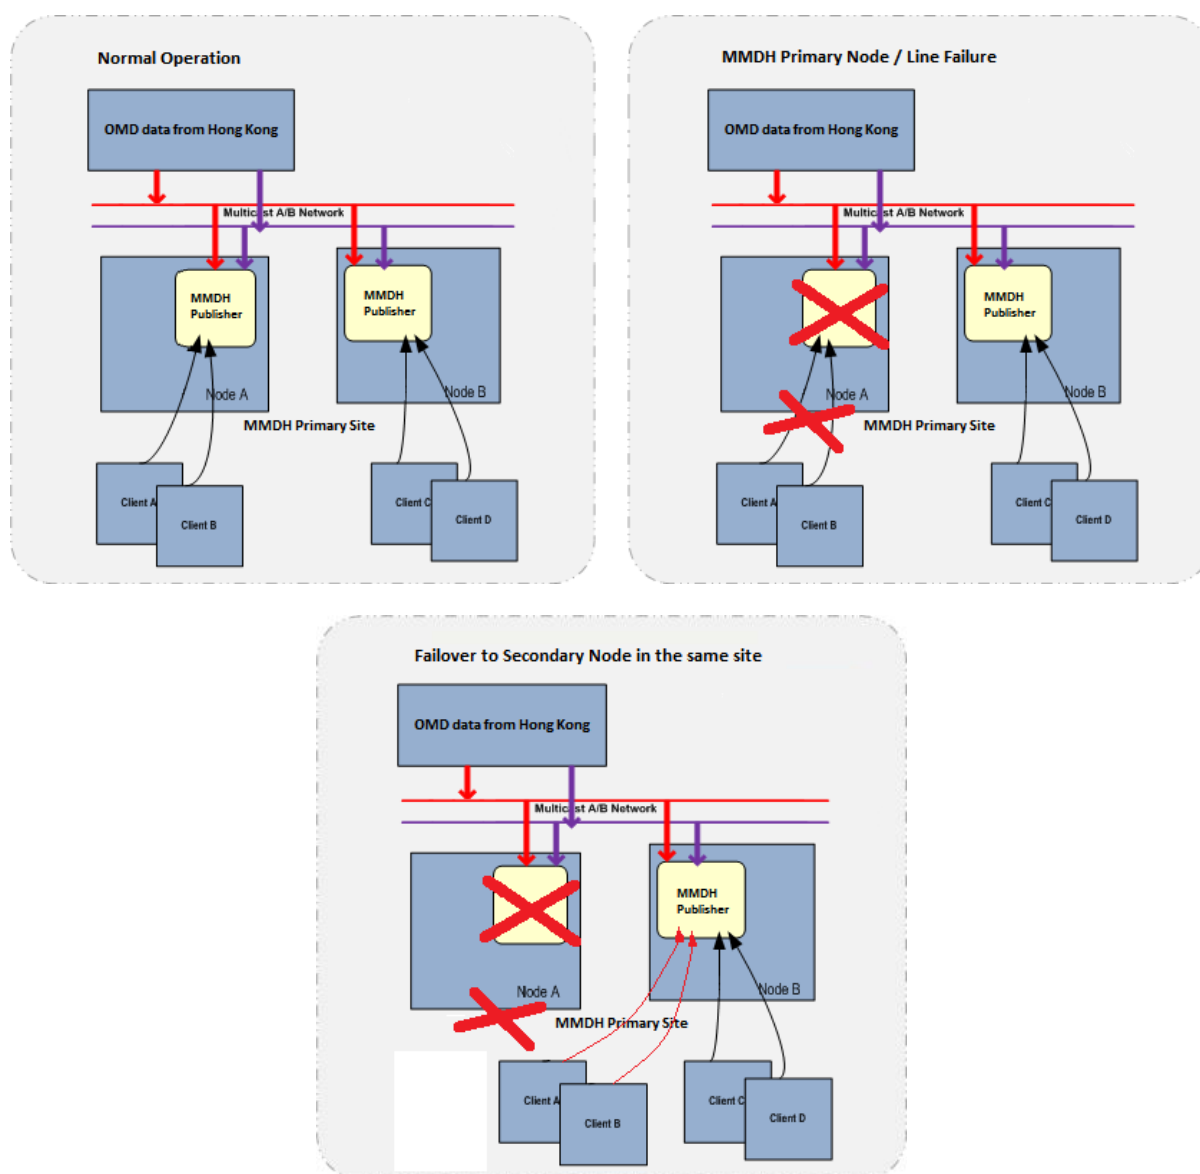 Normal Operation
OMD data from Hong Kong
Multicast A/B Network
MMDH
Publisher
MMDH
Publisher
Node A
Node B
MMDH Primary Site
Client A
Client B
Client C
Client D
MMDH Primary Node / Line Failure
OMD data from Hong Kong
Multicast A/B Network
MMDH
Publisher
Node A
Node B
MMDH Primary Site
Client A
Client B
Client C
Client D
Failover to Secondary Node in the same site
OMD data from Hong Kong
Multicast A/B Network
MMDH
Publisher
Node A
Node B
MMDH Primary Site
Client A
Client B
Client C
Client D